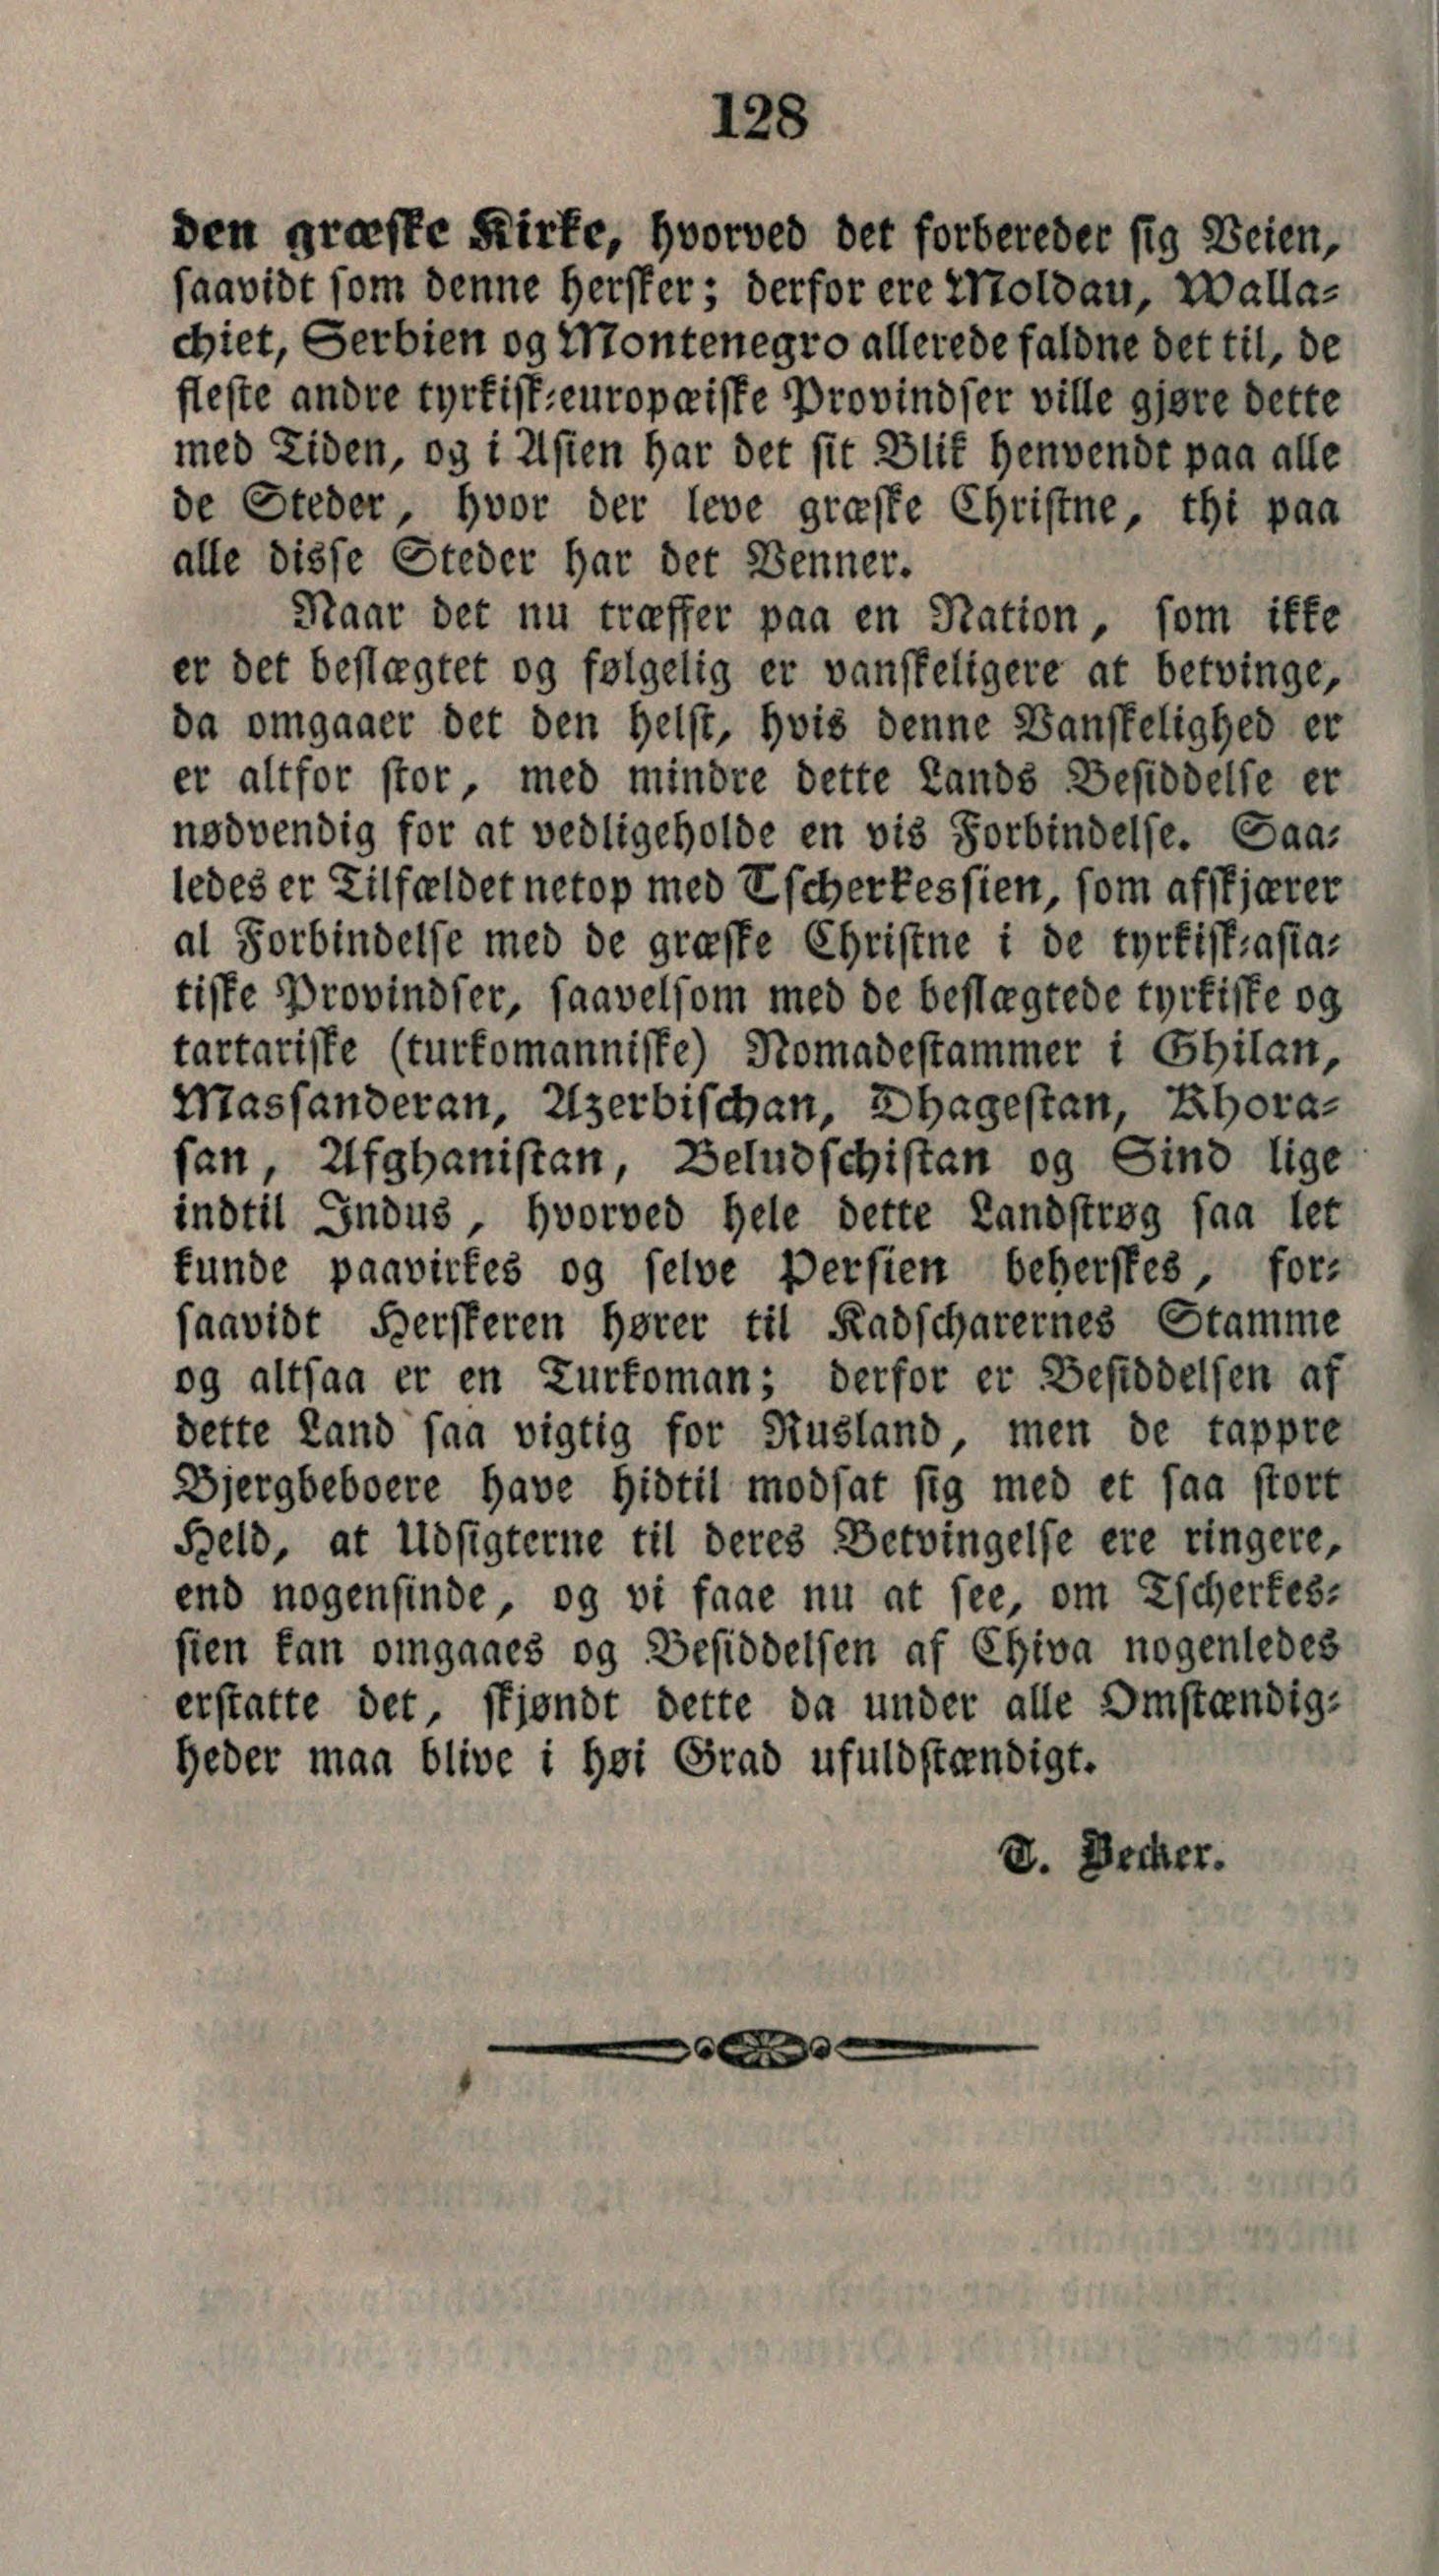 128
den græske Kirke, hvorved det forbereder sig Veien,
saavidt som denne hersker; derfor ere Moldau, Walla-
chiet, Serbien og Montenegro allerede faldne det til, de
fleste andre tyrkisk-europæiske Provindser ville gjøre dette
med Tiden, og i Asien har det sit Blik henvendt paa alle
de Steder, hvor der leve græske Christne, thi paa
alle disse Steder har det Venner.
Naar det nu træffer paa en Nation, som ikke
er det beslægtet og følgelig er vanskeligere at betvinge,
da omgaaer det den helst, hvis denne Vanskelighed er
er altfor stor, med mindre dette Lands Besiddelse er
nødvendig for at vedligeholde en vis Forbindelse. Saa-
ledes er Tilfældet netop med Tscherkessien, som afskjærer
al Forbindelse med de græske Christne i de tyrkisk-asia-
tiske Provindser, saavelsom med de beslægtede tyrkiske og
tartariske (turkomanniske) Nomadestammer i Ghilan,
Massanderan, Azerbischan, Dhagestan, Khora-
san, Afghanistan, Beludschistan og Sind lige
indtil Indus, hvorved hele dette Landstrøg saa let
kunde paavirkes og selve Persien beherskes, for-
saavidt Herskeren hører til Kadscharernes Stamme
og altsaa er en Turkoman; derfor er Besiddelsen af
dette Land saa vigtig for Rusland, men de tappre
Bjergbeboere have hidtil modsat sig med et saa stort
Held, at Udsigterne til deres Betvingelse ere ringere,
end nogensinde, og vi faae nu at see, om Tscherkes-
sien kan omgaaes og Besiddelsen af Chiva nogenledes
erstatte det, skjøndt dette da under alle Omstændig-
heder maa blive i høi Grad ufuldstændigt.
T. Becker.